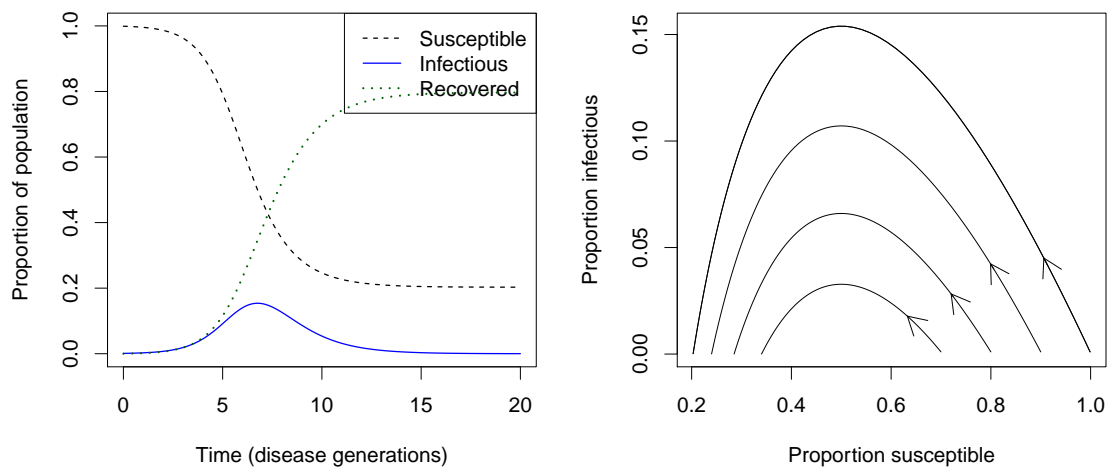 Proportion of population
1.0
0.8
0.6
0.4
0.2
0.0
Susceptible
Infectious
Recovered
0 5 10 15 20
Time (disease generations)
Proportion infectious
0.15
0.10
0.05
0.00
0.2 0.4 0.6 0.8 1.0
Proportion susceptible